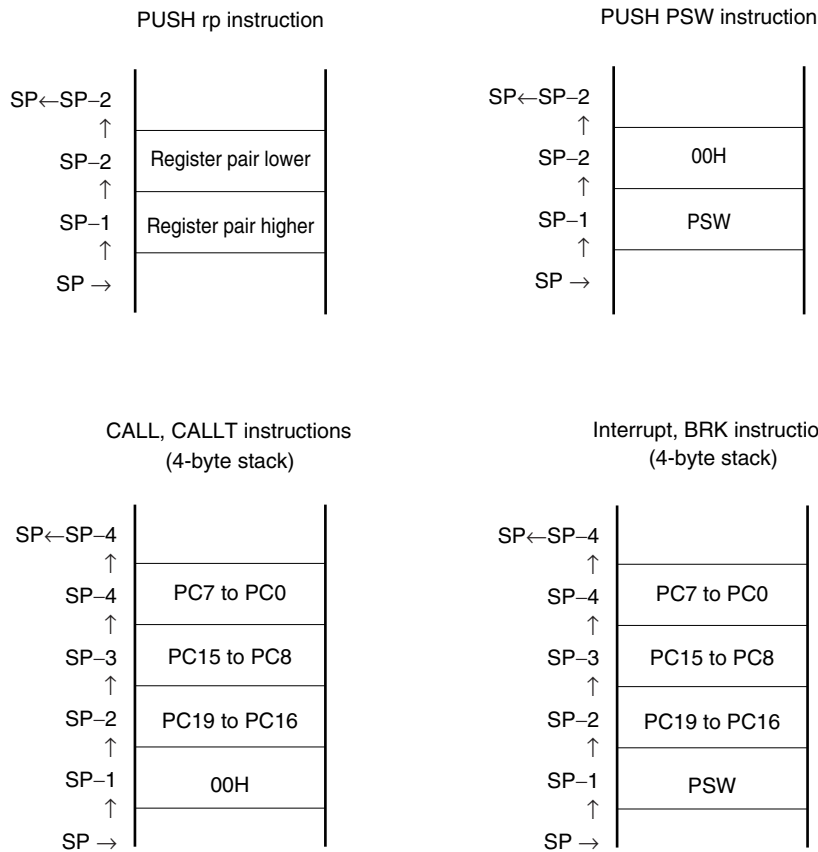 PUSH rp instruction
SP←SP–2
↑
SP–2
↑
SP–1
↑
SP →
Register pair lower
Register pair higher
PUSH PSW instruction
SP←SP–2
↑
SP–2
↑
SP–1
↑
SP →
00H
PSW
CALL, CALLT instructions
(4-byte stack)
SP←SP–4
↑
SP–4
↑
SP–3
↑
SP–2
↑
SP–1
↑
SP →
PC7 to PC0
PC15 to PC8
PC19 to PC16
00H
Interrupt, BRK instructio
(4-byte stack)
SP←SP–4
↑
SP–4
↑
SP–3
↑
SP–2
↑
SP–1
↑
SP →
PC7 to PC0
PC15 to PC8
PC19 to PC16
PSW